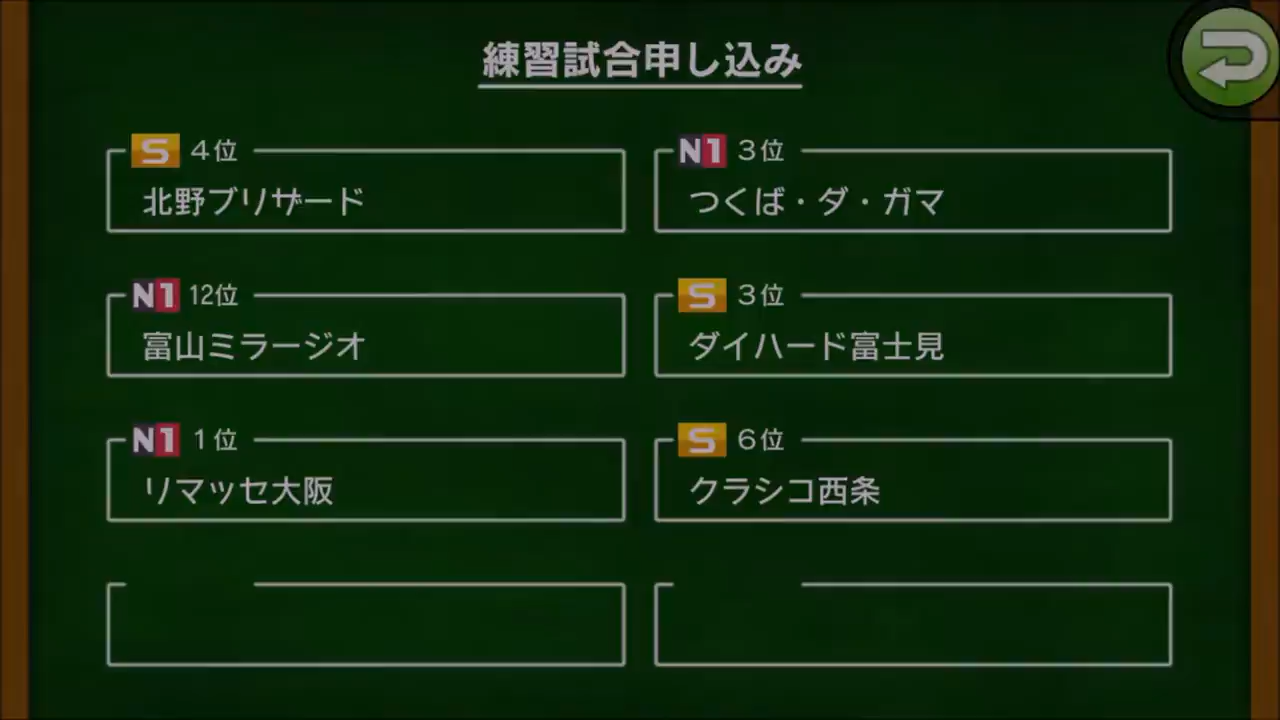 練習試合申し込み
S 4位
北野ブリザード
N1 3位
つくば・ダ・ガマ
N1 12位
富山ミラージオ
S 3位
ダイハード富士見
N1 1位
リマッセ大阪
S 6位
クラシコ西条